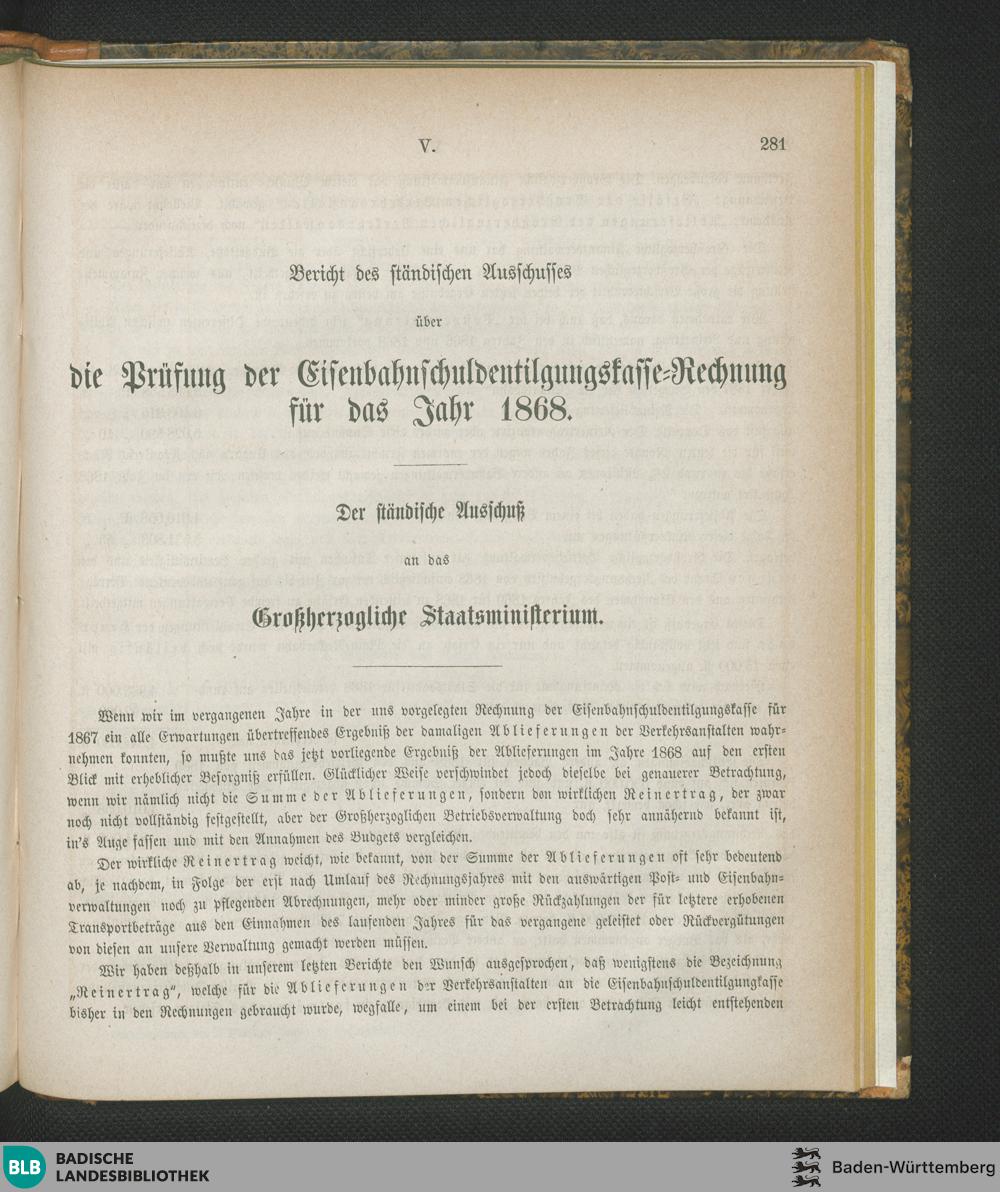 V.
281
Bericht des ständischen Ausschusses
über
die Prüfung der Eisenbahnschuldentilgungskasse-Rechnung
für das Jahr 1868.
Der ständische Ausschuß
an das
Großherzogliche Staatsministerium.
Wenn wir im vergangenen Jahre in der uns vorgelegten Rechnung der Eisenbahnschuldentilgungskasse für
1867 ein alle Erwartungen übertreffendes Ergebniß der damaligen Ablieferungen der Verkehrsanstalten wahr-
nehmen konnten, so mußte uns das jetzt vorliegende Ergebniß der Ablieferungen im Jahre 1868 auf den ersten
Blick mit erheblicher Besorgniß erfüllen. Glücklicher Weise verschwindet jedoch dieselbe bei genauerer Betrachtung,
wenn wir nämlich nicht die Summe der Ablieferungen, sondern den wirklichen Reinertrag, der zwar
noch nicht vollständig festgestellt, aber der Großherzoglichen Betriebsverwaltung doch sehr annähernd bekannt ist,
in's Auge fassen und mit den Annahmen des Budgets vergleichen.
Der wirkliche Reinertrag weicht, wie bekannt, von der Summe der Ablieferungen oft sehr bedeutend
ab, je nachdem, in Folge der erst nach Umlauf des Rechnungsjahres mit den auswärtigen Post- und Eisenbahn-
verwaltungen noch zu pflegenden Abrechnungen, mehr oder minder große Rückzahlungen der für letztere erhobenen
Transportbeträge aus den Einnahmen des laufenden Jahres für das vergangene geleistet oder Rückvergütungen
von diesen an unsere Verwaltung gemacht werden müssen.
Wir haben deßhalb in unserem letzten Berichte den Wunsch ausgesprochen, daß wenigstens die Bezeichnung
„Reinertrag“, welche für die Ablieferungen der Verkehrsanstalten an die Eisenbahnschuldentilgungkasse
bisher in den Rechnungen gebraucht wurde, wegfalle, um einem bei der ersten Betrachtung leicht entstehenden
BLB
BADISCHE
LANDESBIBLIOTHEK
Baden-Württemberg